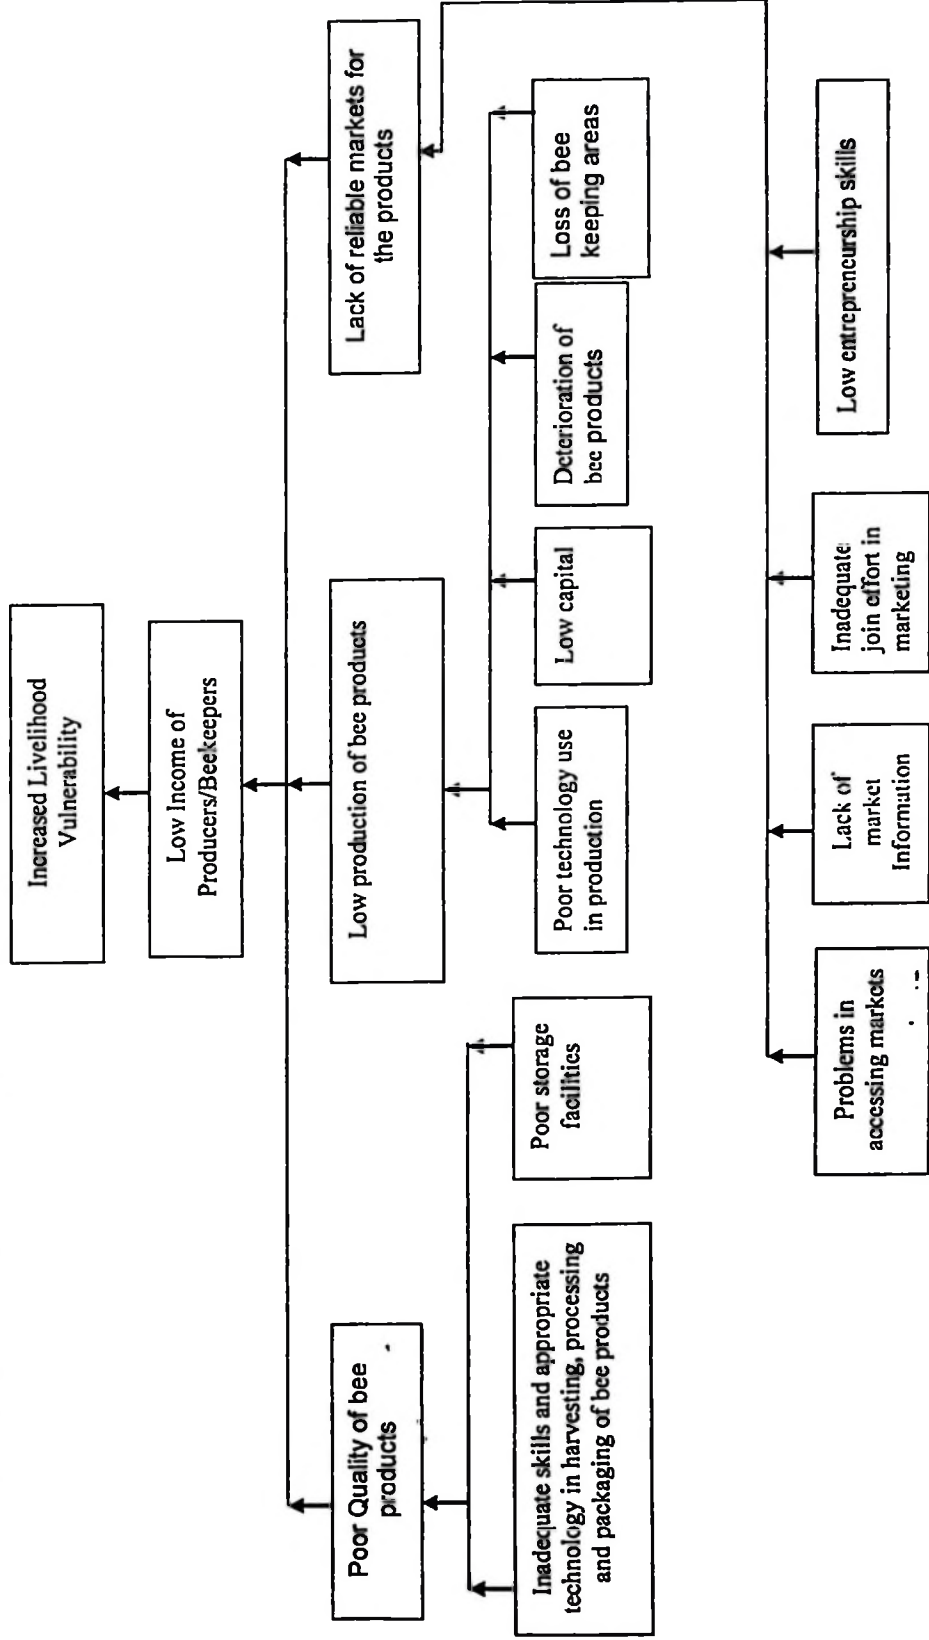 Increased Livelihood
Vulnerability
Low Income of
Producers/Beekeepers
Poor Quality of bee
products
Low production of bee products
Lack of reliable markets for
the products
Inadequate skills and appropriate
technology in harvesting, processing
and packaging of bee products
Poor storage
facilities
Poor technology use
in production
Low capital
Deterioration of
bee products
Loss of bee
keeping areas
Problems in
accessing markets
Lack of
market
Information
Inadequate
join effort in
marketing
Low entrepreneurship skills